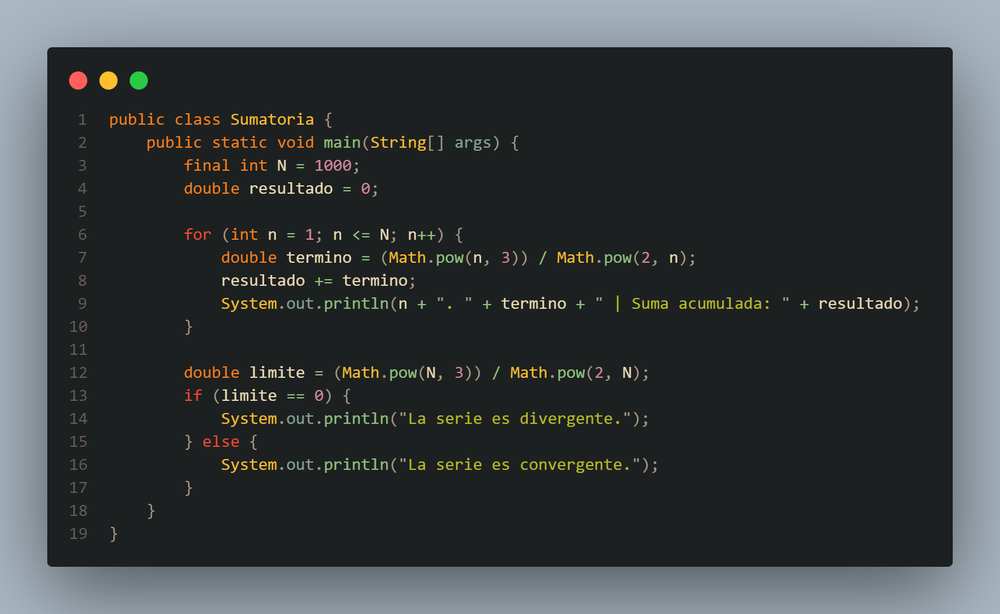 1 public class Sumatoria {
2     public static void main(String[] args) {
3         final int N = 1000;
4         double resultado = 0;
5
6         for (int n = 1; n <= N; n++) {
7             double termino = (Math.pow(n, 3)) / Math.pow(2, n);
8             resultado += termino;
9             System.out.println(n + ". " + termino + " | Suma acumulada: " + resultado);
10         }
11
12         double limite = (Math.pow(N, 3)) / Math.pow(2, N);
13         if (limite == 0) {
14             System.out.println("La serie es divergente.");
15         } else {
16             System.out.println("La serie es convergente.");
17         }
18     }
19 }